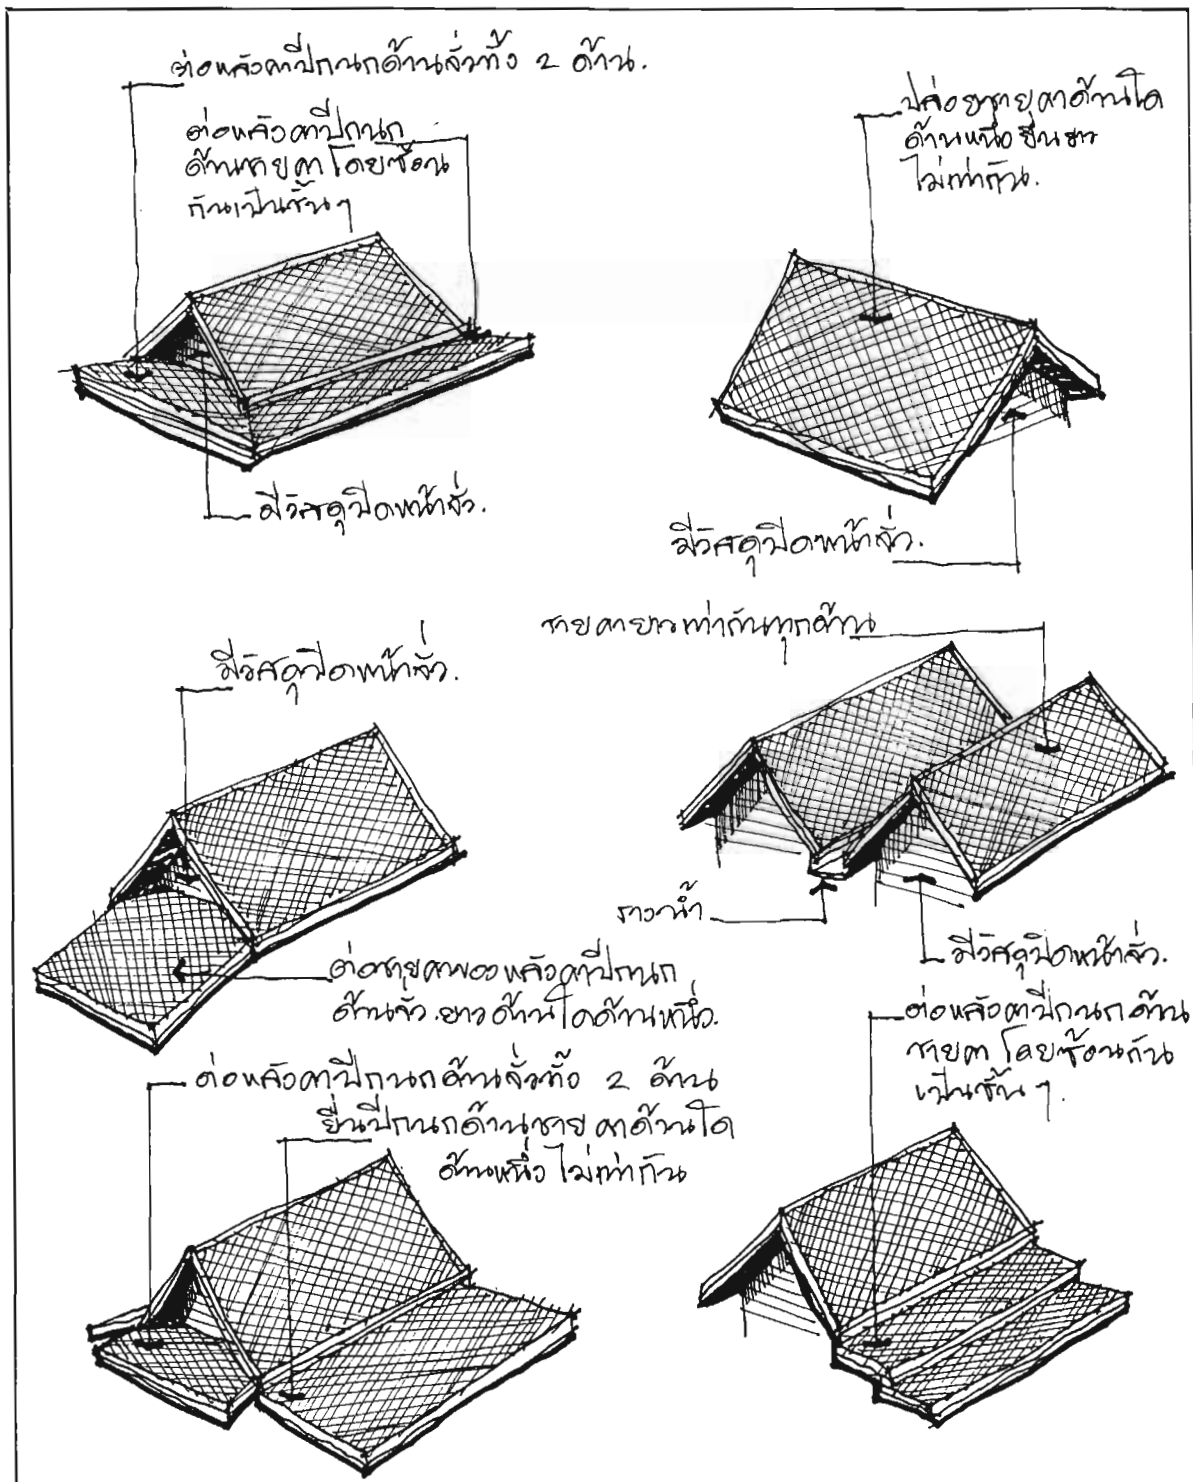 ต่อหลังคาปีกนกด้านจั่วทั้ง 2 ด้าน.
ต่อหลังคาปีกนก
ด้านชายคาโดยซ้อน
กันเป็นชั้นๆ
ปล่อยชายคาด้านใด
ด้านหนึ่งยื่นยาว
ไม่เท่ากัน.
มีวัสดุปิดหน้าจั่ว.
มีวัสดุปิดหน้าจั่ว.
ชายคายาวเท่ากันทุกด้าน
มีวัสดุปิดหน้าจั่ว.
รางน้ำ
มีวัสดุปิดหน้าจั่ว.
ต่อชายคาของหลังคาปีกนก
ด้านจั่ว.ยาวด้านใดด้านหนึ่ง.
ต่อหลังคาปีกนกด้าน
ชายคาโดยซ้อนกัน
เป็นชั้นๆ.
ต่อหลังคาปีกนกด้านจั่วทั้ง 2 ด้าน
ยื่นปีกนกด้านชายคาด้านใด
ด้านหนึ่งไม่เท่ากัน